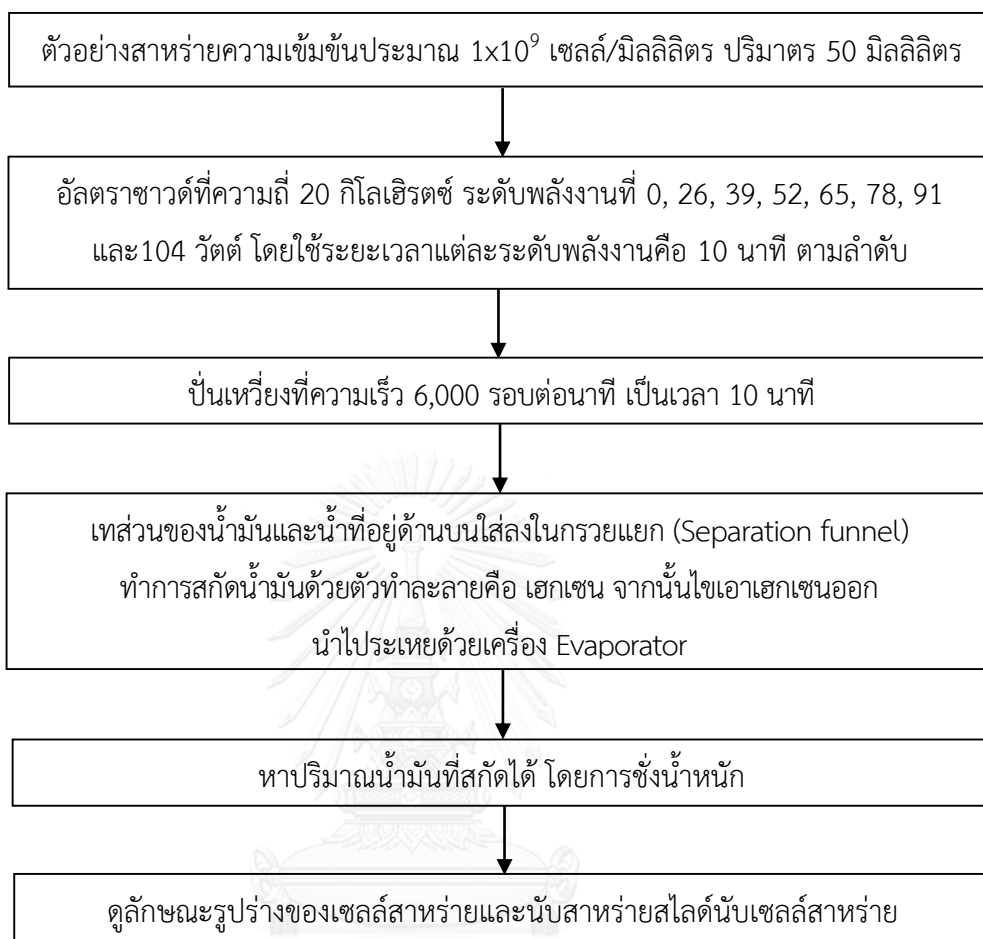 ตัวอย่างสาหร่ายความเข้มข้นประมาณ 1x10⁹ เซลล์/มิลลิลิตร ปริมาตร 50 มิลลิลิตร
อัลตราซาวด์ที่ความถี่ 20 กิโลเฮิรตซ์ ระดับพลังงานที่ 0, 26, 39, 52, 65, 78, 91
และ104 วัตต์ โดยใช้ระยะเวลาแต่ละระดับพลังงานคือ 10 นาที ตามลำดับ
ปั่นเหวี่ยงที่ความเร็ว 6,000 รอบต่อนาที เป็นเวลา 10 นาที
เทส่วนของน้ำมันและน้ำที่อยู่ด้านบนใส่ลงในกรวยแยก (Separation funnel)
ทำการสกัดน้ำมันด้วยตัวทำละลายคือ เฮกเซน จากนั้นไขเอาเฮกเซนออก
นำไประเหยด้วยเครื่อง Evaporator
หาปริมาณน้ำมันที่สกัดได้ โดยการชั่งน้ำหนัก
ดูลักษณะรูปร่างของเซลล์สาหร่ายและนับสาหร่ายสไลด์นับเซลล์สาหร่าย